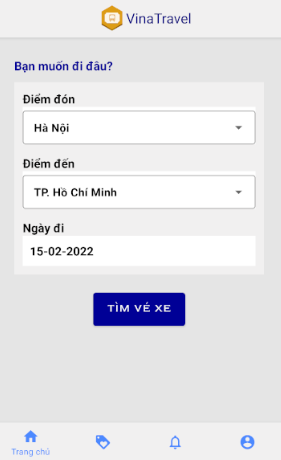 VinaTravel
Bạn muốn đi đâu?
Điểm đón
Hà Nội
Điểm đến
TP. Hồ Chí Minh
Ngày đi
15-02-2022
TÌM VÉ XE
Trang chủ